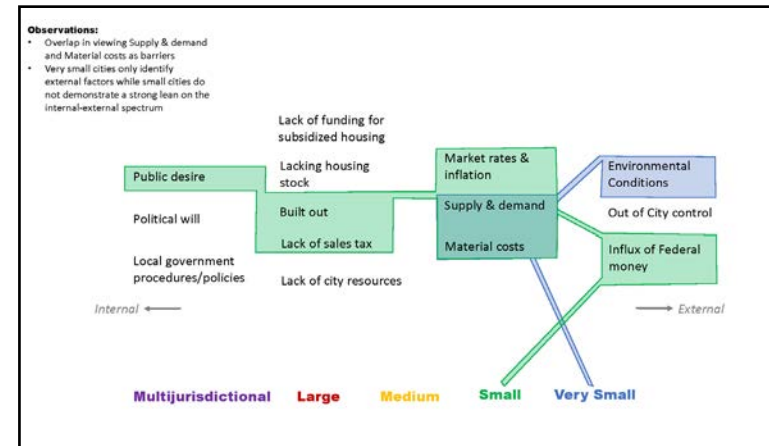 Observations:
• Overlap in viewing Supply & demand
and Material costs as barriers
• Very small cities only identify
external factors while small cities do
not demonstrate a strong lean on the
internal-external spectrum
Lack of funding for
subsidized housing
Public desire
Political will
Local government
procedures/policies
Lacking housing
stock
Built out
Lack of sales tax
Lack of city resources
Market rates &
inflation
Supply & demand
Material costs
Environmental
Conditions
Out of City control
Influx of Federal
money
Internal
External
Multijurisdictional Large Medium Small Very Small